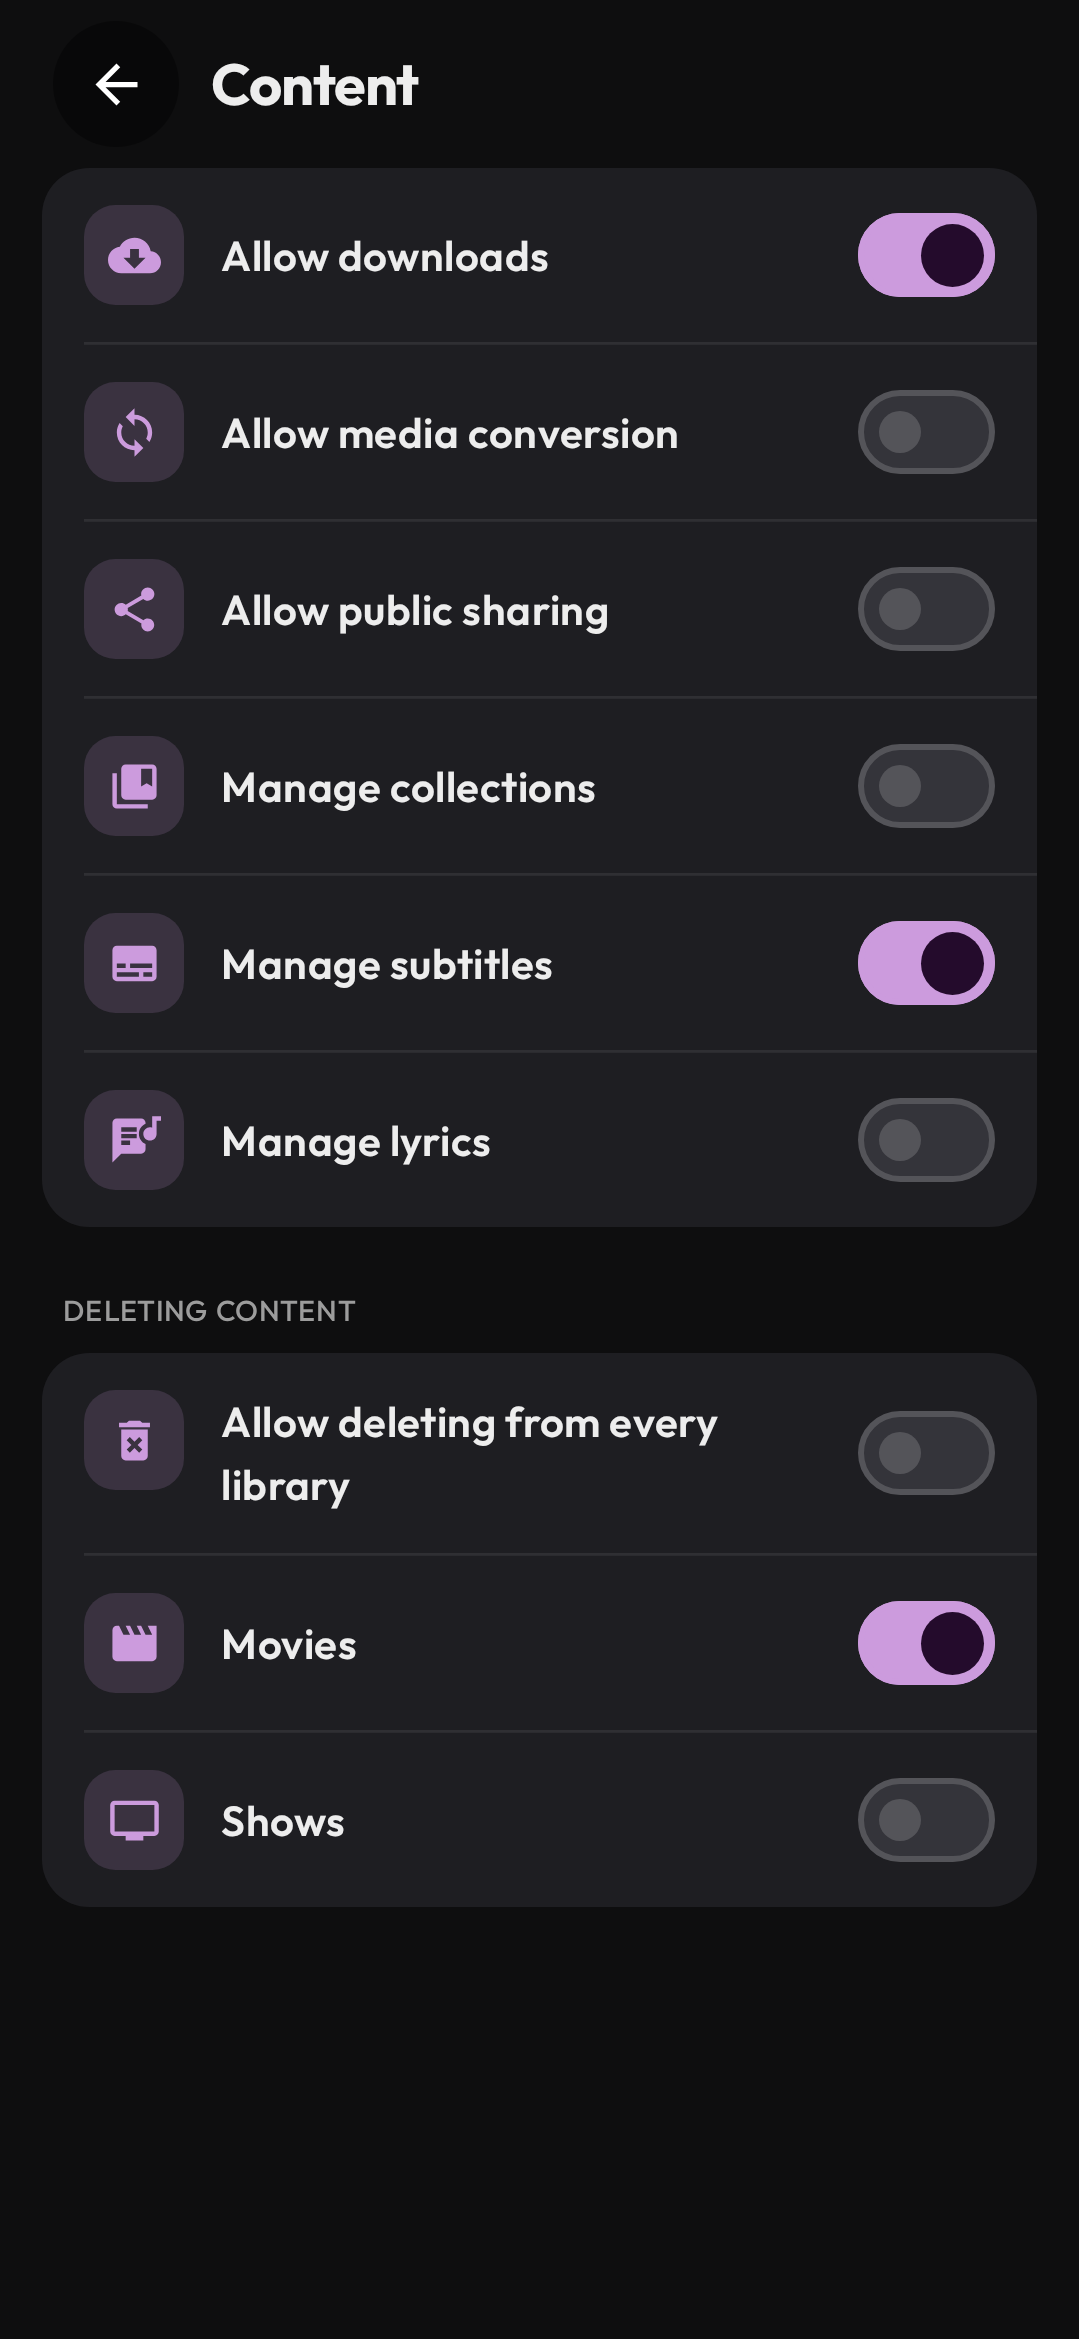 Content
Allow downloads
Allow media conversion
Allow public sharing
Manage collections
Manage subtitles
Manage lyrics
DELETING CONTENT
Allow deleting from every
library
Movies
Shows